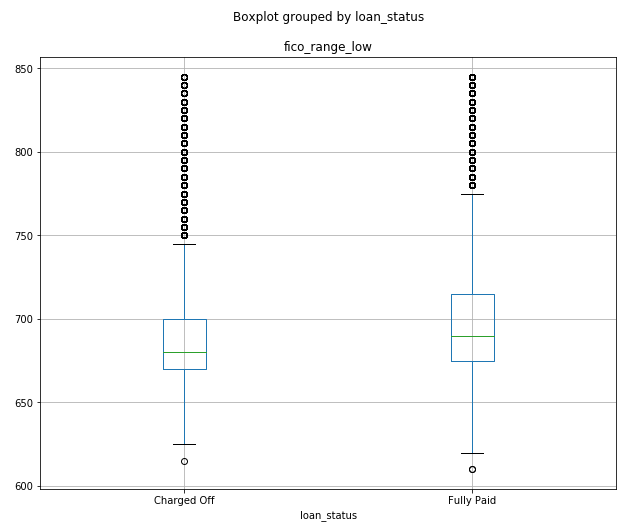 Boxplot grouped by loan_status
fico_range_low
850
800
750
700
650
600
Charged Off
Fully Paid
loan_status